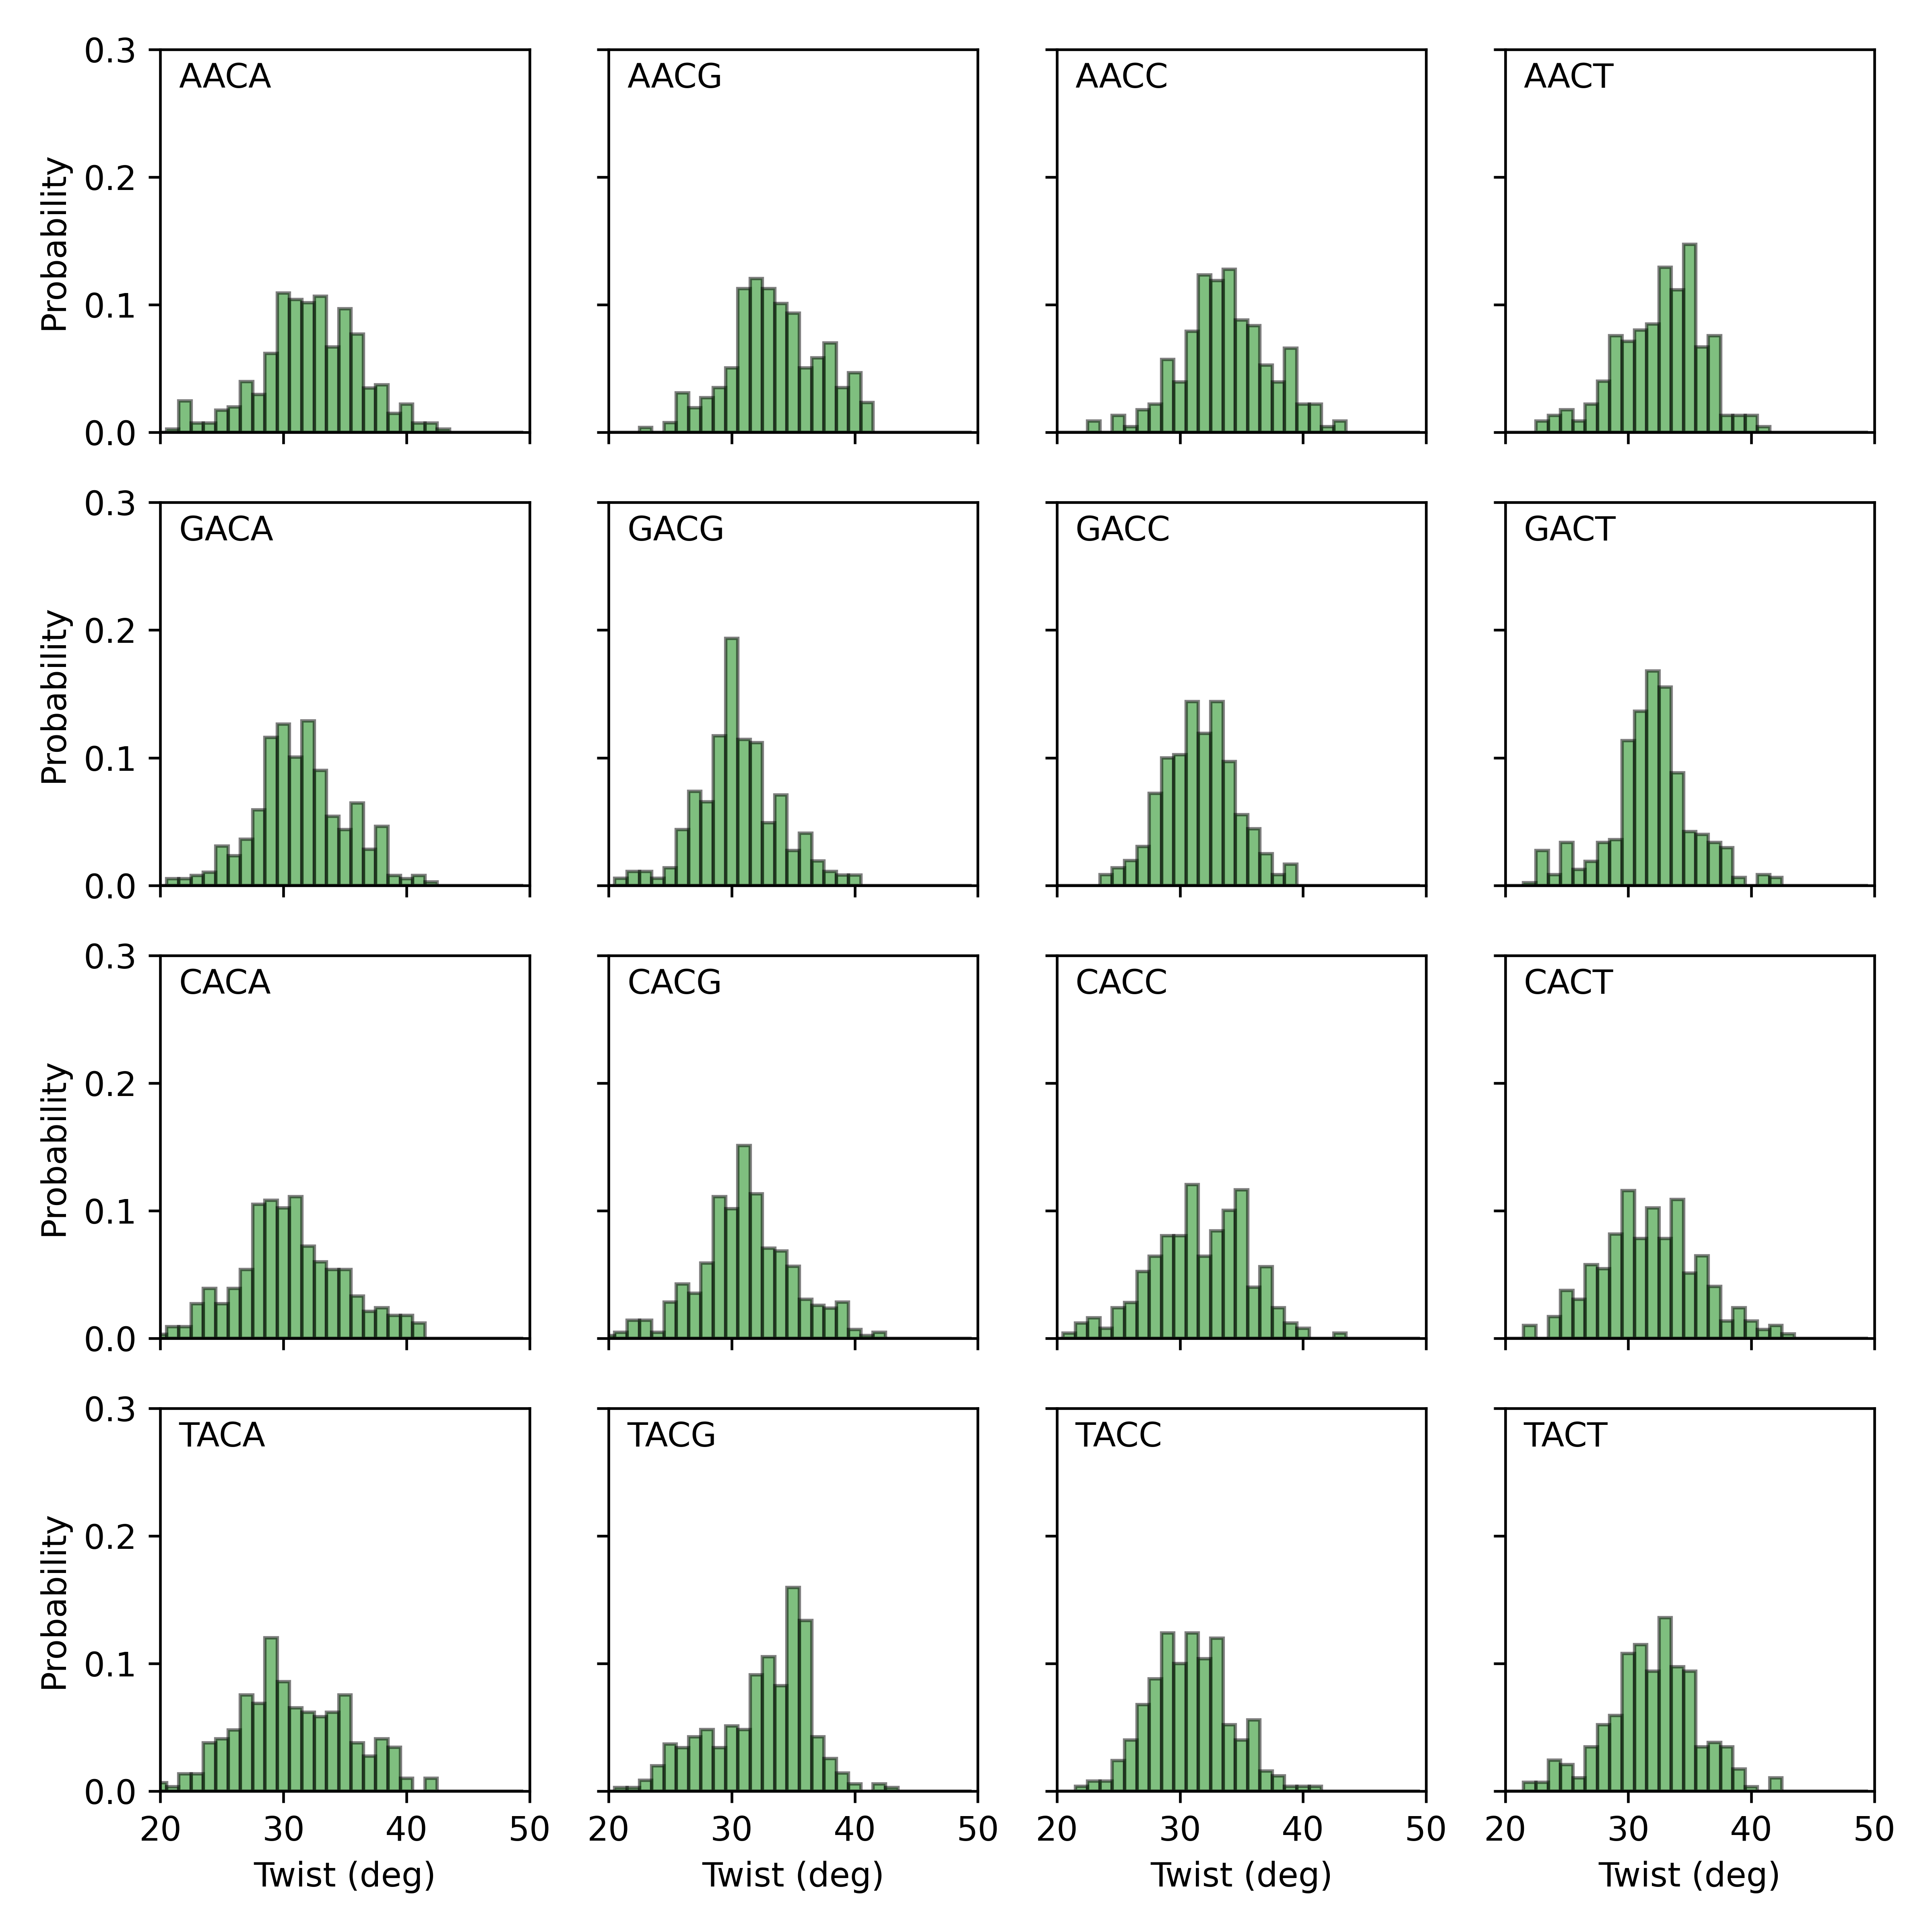 0.3
AACA
AACG
AACC
AACT
0.2
Probability
0.1
0.0
0.3
GACA
GACG
GACC
GACT
0.2
Probability
0.1
0.0
0.3
CACA
CACG
CACC
CACT
0.2
Probability
0.1
0.0
0.3
TACA
TACG
TACC
TACT
0.2
Probability
0.1
0.0
20 30 40 50
20 30 40 50
20 30 40 50
20 30 40 50
Twist (deg)
Twist (deg)
Twist (deg)
Twist (deg)